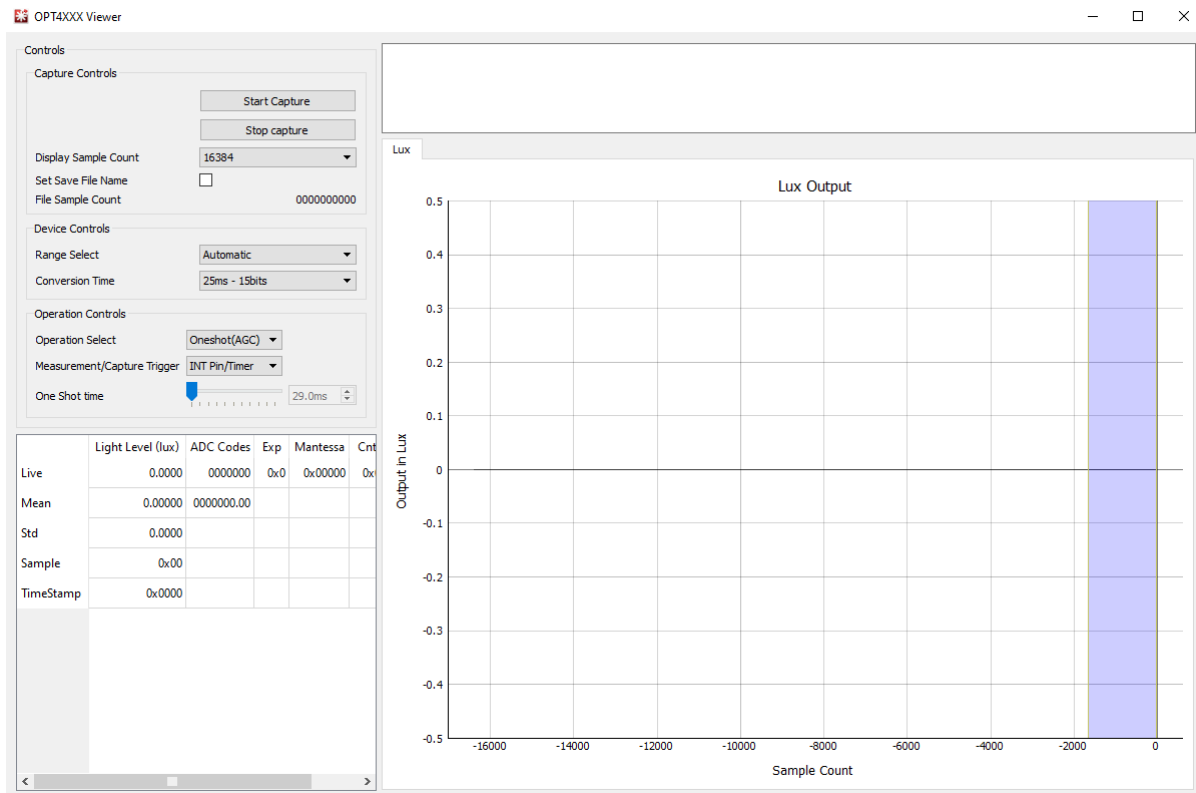 OPT4XXX Viewer
Controls
Capture Controls
Start Capture
Stop capture
Display Sample Count 16384
Set Save File Name
File Sample Count 0000000000
Device Controls
Range Select Automatic
Conversion Time 25ms - 15bits
Operation Controls
Operation Select Oneshot(AGC)
Measurement/Capture Trigger INT Pin/Timer
One Shot time 29.0ms
Light Level (lux) ADC Codes Exp Mantessa Cnt
Live 0.0000 0000000 0x0 0x00000 0x
Mean 0.00000 0000000.00
Std 0.0000
Sample 0x00
TimeStamp 0x0000
Lux
Lux Output
Output in Lux
0.5
0.4
0.3
0.2
0.1
0
-0.1
-0.2
-0.3
-0.4
-0.5
-16000 -14000 -12000 -10000 -8000 -6000 -4000 -2000 0
Sample Count